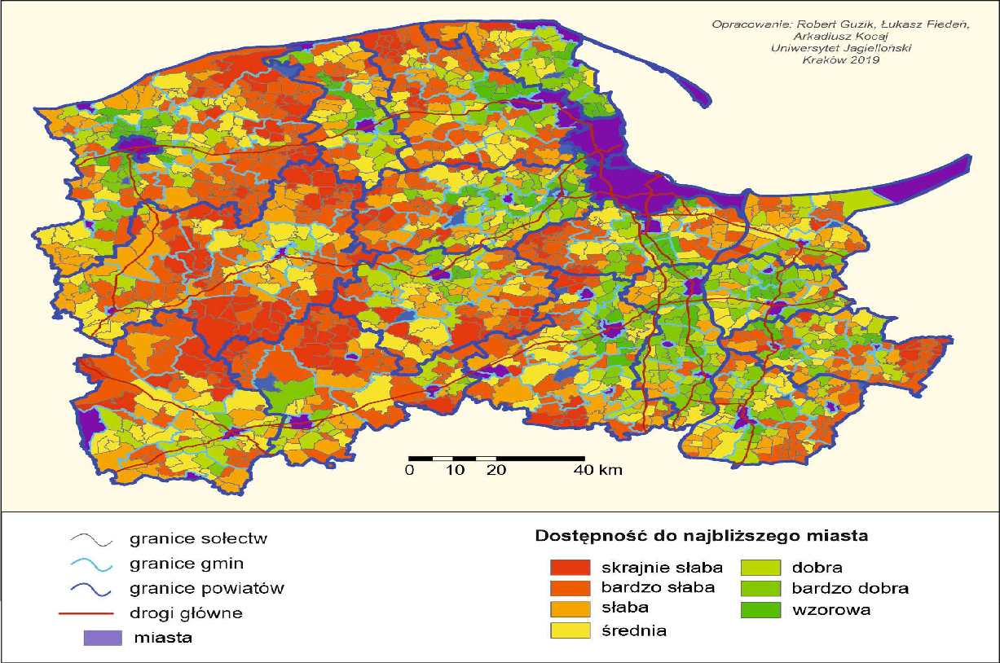 Opracowanie: Robert Guzik, Łukasz Fiedeń,
Arkadiusz Kocaj
Uniwersytet Jagielloński
Kraków 2019
0 10 20 40 km
granice sołectw
granice gmin
granice powiatów
drogi główne
miasta
Dostępność do najbliższego miasta
skrajnie słaba
bardzo słaba
słaba
średnia
dobra
bardzo dobra
wzorowa